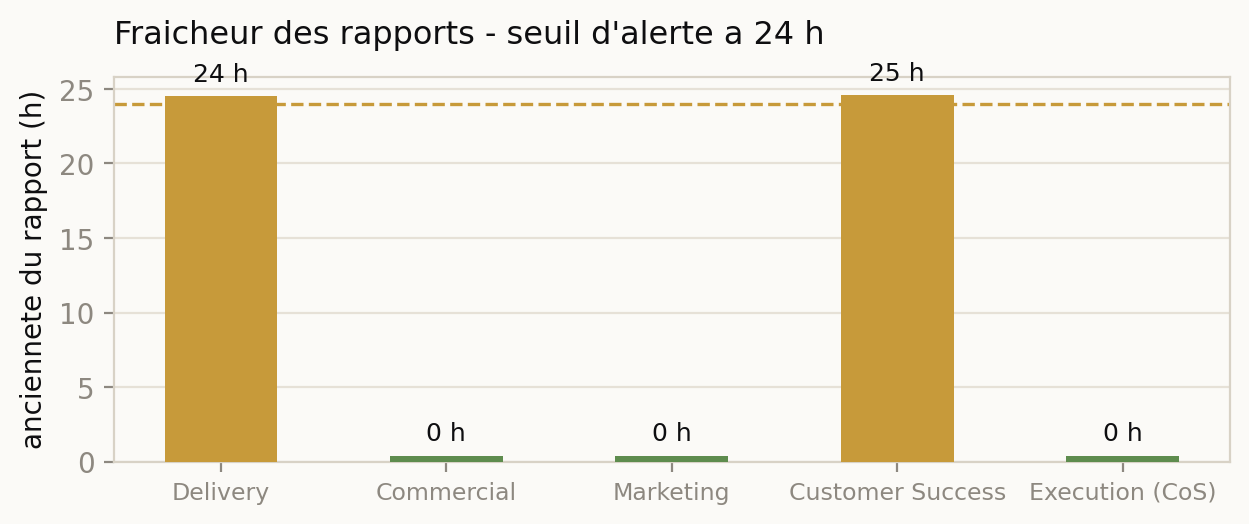 Fraicheur des rapports - seuil d'alerte a 24 h
anciennete du rapport (h)
25
20
15
10
5
0
24 h
0 h
0 h
25 h
0 h
Delivery
Commercial
Marketing
Customer Success
Execution (CoS)